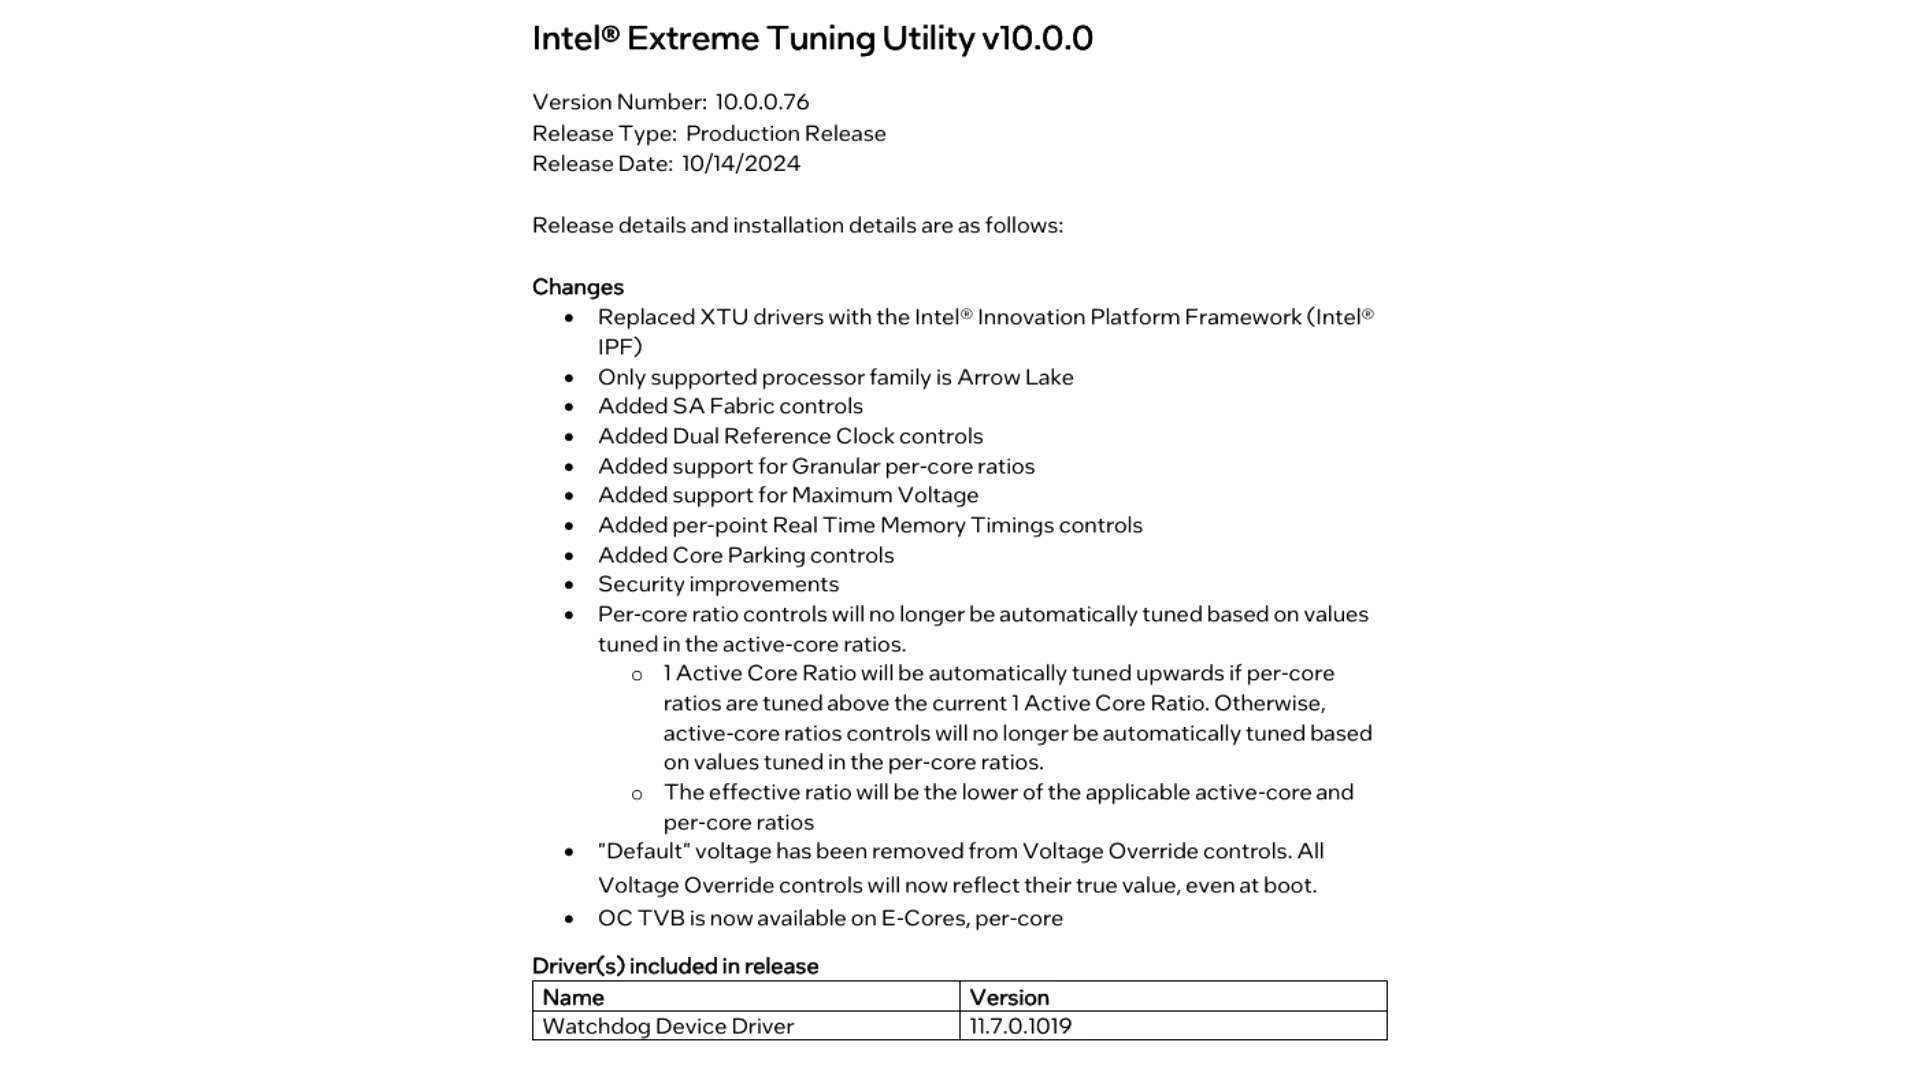 Intel® Extreme Tuning Utility v10.0.0
Version Number: 10.0.0.76
Release Type: Production Release
Release Date: 10/14/2024
Release details and installation details are as follows:
Changes
• Replaced XTU drivers with the Intel® Innovation Platform Framework (Intel®
IPF)
• Only supported processor family is Arrow Lake
• Added SA Fabric controls
• Added Dual Reference Clock controls
• Added support for Granular per-core ratios
• Added support for Maximum Voltage
• Added per-point Real Time Memory Timings controls
• Added Core Parking controls
• Security improvements
• Per-core ratio controls will no longer be automatically tuned based on values
tuned in the active-core ratios.
o 1 Active Core Ratio will be automatically tuned upwards if per-core
ratios are tuned above the current 1 Active Core Ratio. Otherwise,
active-core ratios controls will no longer be automatically tuned based
on values tuned in the per-core ratios.
o The effective ratio will be the lower of the applicable active-core and
per-core ratios
• "Default" voltage has been removed from Voltage Override controls. All
Voltage Override controls will now reflect their true value, even at boot.
• OC TVB is now available on E-Cores, per-core
Driver(s) included in release
Name Version
Watchdog Device Driver 11.7.0.1019